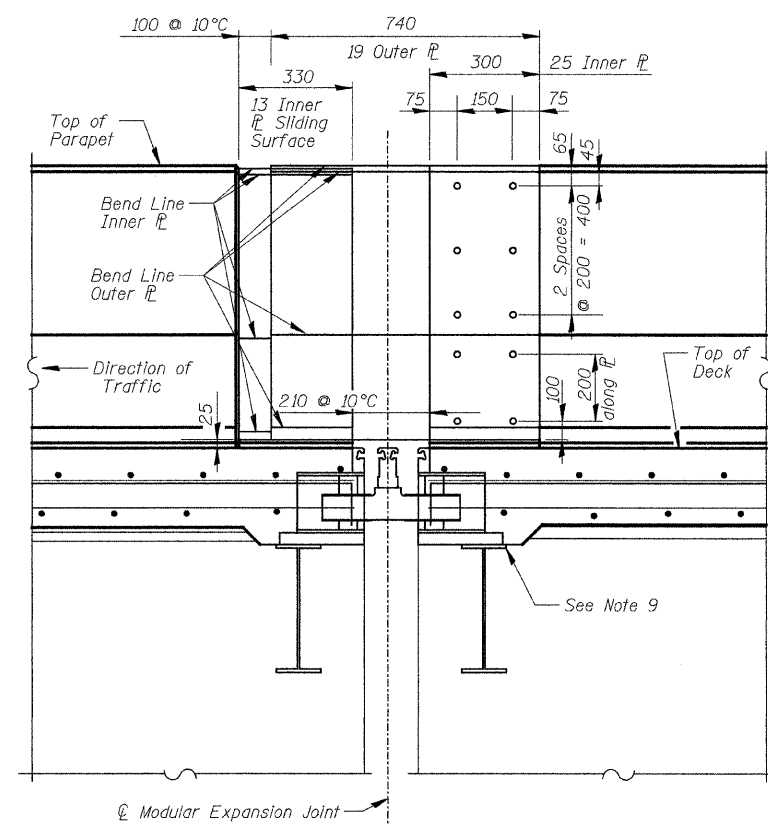 100 @ 10°C
740
19 Outer ℄
330
300
25 Inner ℄
13 Inner
℄ Sliding
Surface
75
150
75
Top of
Parapet
65
45
Bend Line
Inner ℄
2 Spaces
@ 200 = 400
Bend Line
Outer ℄
Direction of
Traffic
Top of
Deck
210 @ 10°C
25
100
200
along ℄
See Note 9
℄ Modular Expansion Joint